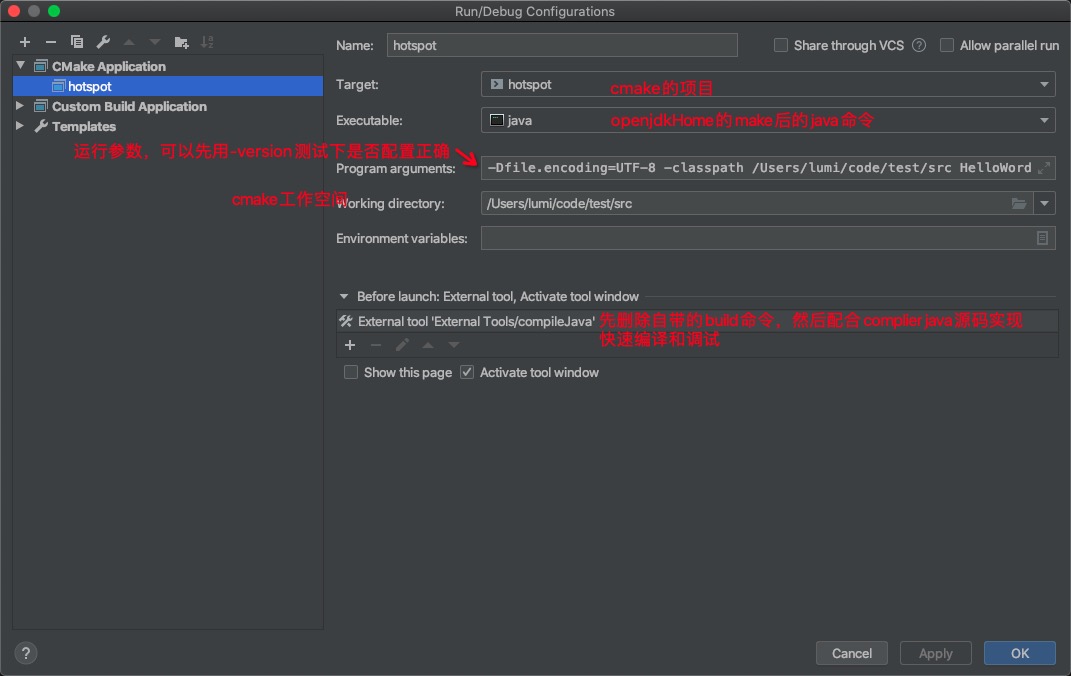 Run/Debug Configurations
Name: hotspot
Share through VCS ? Allow parallel run
CMake Application
hotspot
Custom Build Application
Templates
Target: hotspot cmake的项目
Executable: java openjdkHome的make后的java命令
运行参数，可以先用-version测试下是否配置正确
Program arguments: -Dfile.encoding=UTF-8 -classpath /Users/lumi/code/test/src HelloWord
cmake工作空间
Working directory: /Users/lumi/code/test/src
Environment variables:
Before launch: External tool, Activate tool window
External tool 'External Tools/compileJava' 先删除自带的build命令，然后配合complier java源码实现
快速编译和调试
Show this page Activate tool window
? Cancel Apply OK